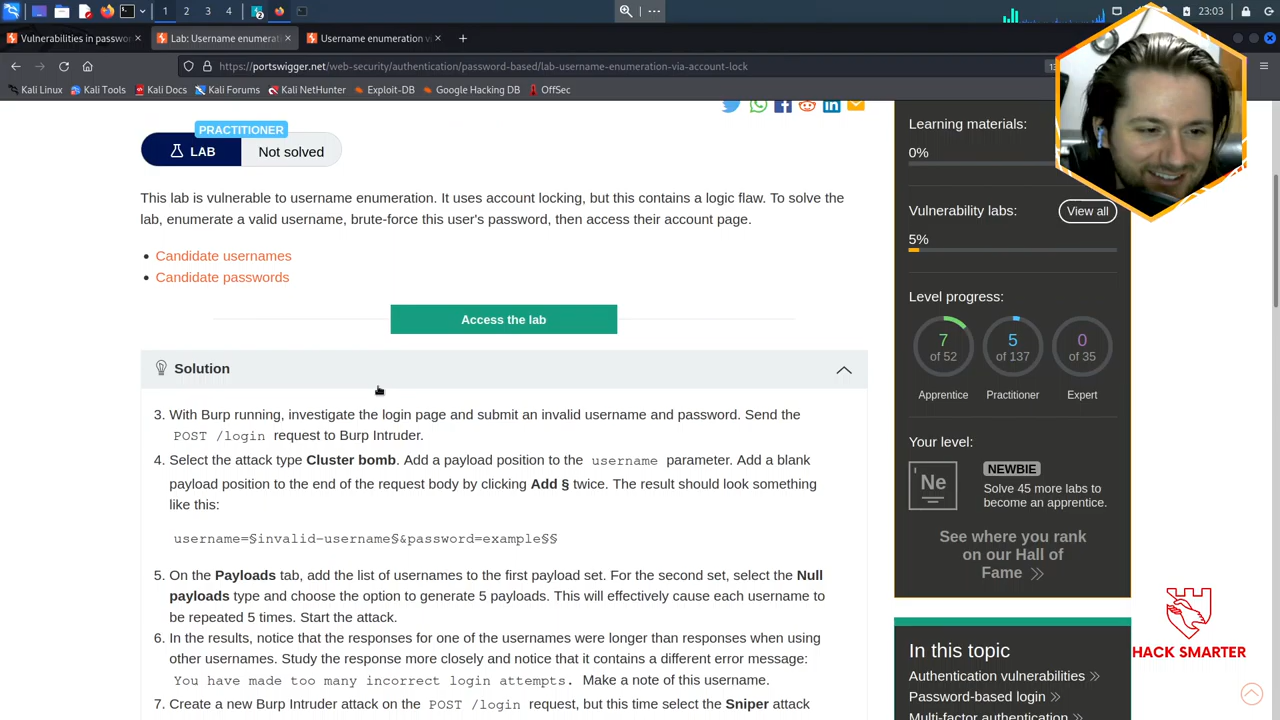 1 2 3 4 2 23:03
Vulnerabilities in passwo × Lab: Username enumerat × Username enumeration v ×
https://portswigger.net/web-security/authentication/password-based/lab-username-enumeration-via-account-lock
Kali Linux Kali Tools Kali Docs Kali Forums Kali NetHunter Exploit-DB Google Hacking DB OffSec
PRACTITIONER
LAB Not solved
This lab is vulnerable to username enumeration. It uses account locking, but this contains a logic flaw. To solve the
lab, enumerate a valid username, brute-force this user's password, then access their account page.
Candidate usernames
Candidate passwords
Access the lab
Solution
3. With Burp running, investigate the login page and submit an invalid username and password. Send the
POST /login request to Burp Intruder.
4. Select the attack type Cluster bomb. Add a payload position to the username parameter. Add a blank
payload position to the end of the request body by clicking Add § twice. The result should look something
like this:
username=§invalid-username§&password=example§§
5. On the Payloads tab, add the list of usernames to the first payload set. For the second set, select the Null
payloads type and choose the option to generate 5 payloads. This will effectively cause each username to
be repeated 5 times. Start the attack.
6. In the results, notice that the responses for one of the usernames were longer than responses when using
other usernames. Study the response more closely and notice that it contains a different error message:
You have made too many incorrect login attempts. Make a note of this username.
7. Create a new Burp Intruder attack on the POST /login request, but this time select the Sniper attack
Learning materials:
0%
Vulnerability labs: View all
5%
Level progress:
7 5 0
of 52 of 137 of 35
Apprentice Practitioner Expert
Your level:
Ne
NEWBIE
Solve 45 more labs to
become an apprentice.
See where you rank
on our Hall of
Fame
In this topic
Authentication vulnerabilities
Password-based login
Multi-factor authentication
HACK SMARTER